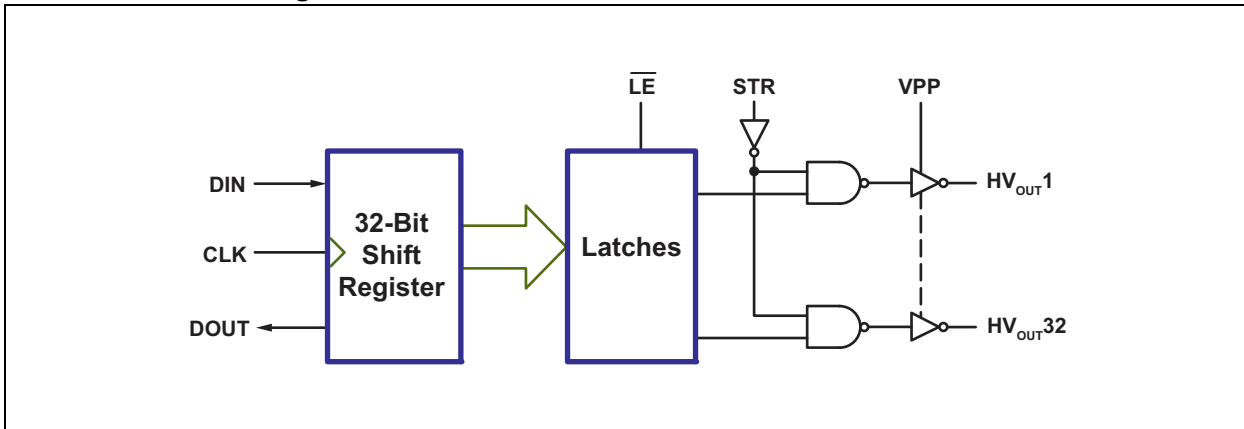 LE
STR
VPP
DIN
CLK
DOUT
32-Bit
Shift
Register
Latches
HVOUT1
HVOUT32